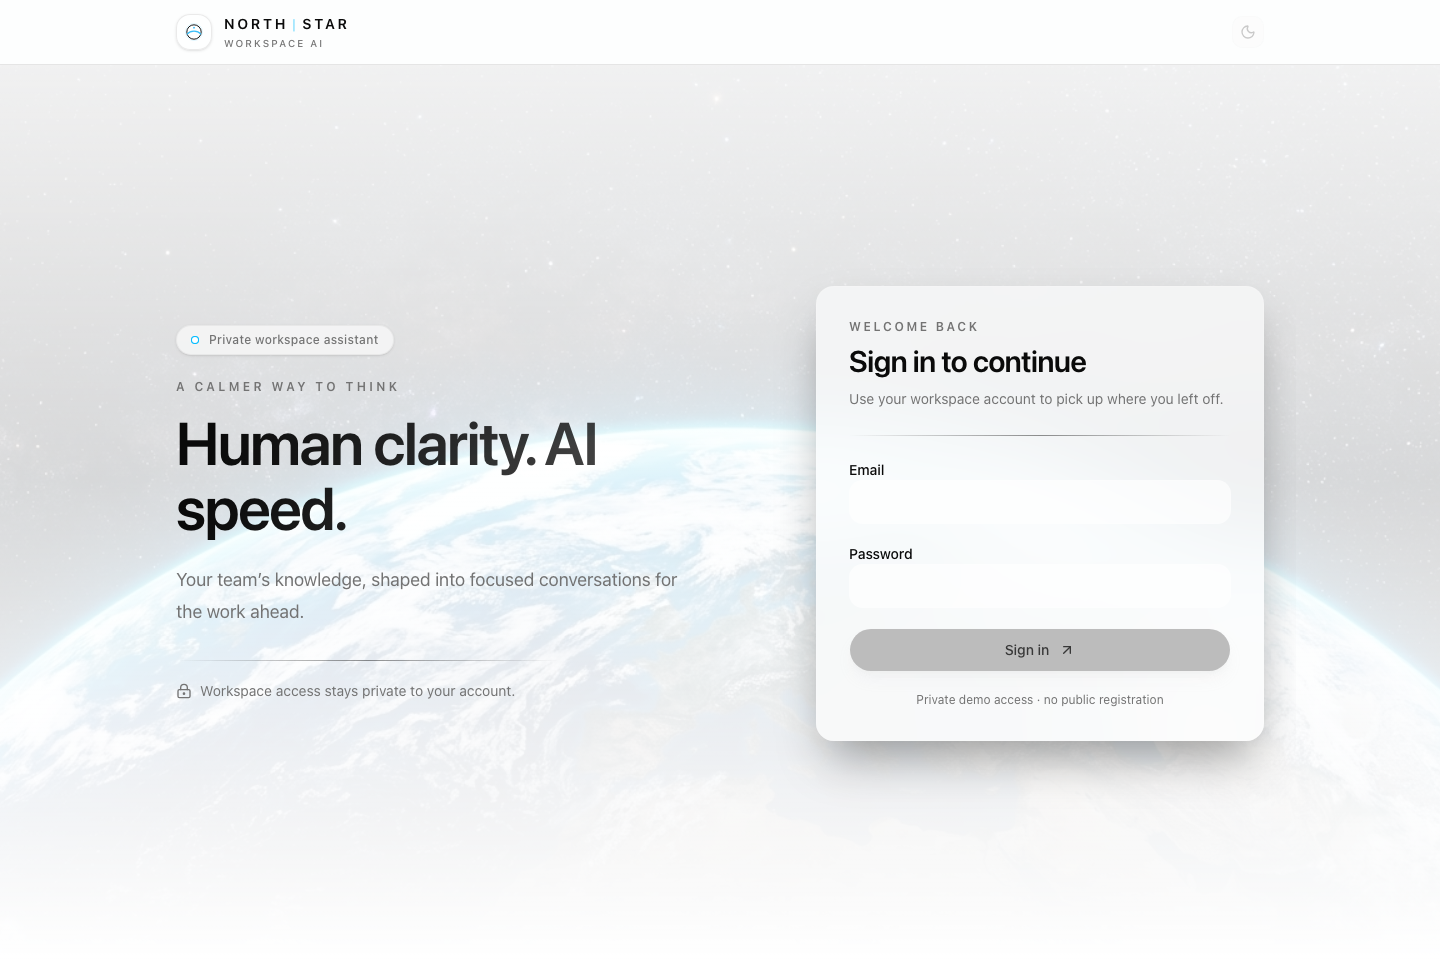 NORTH | STAR
WORKSPACE AI
Private workspace assistant
A CALMER WAY TO THINK
Human clarity. AI
speed.
Your team’s knowledge, shaped into focused conversations for
the work ahead.
Workspace access stays private to your account.
WELCOME BACK
Sign in to continue
Use your workspace account to pick up where you left off.
Email
Password
Sign in
Private demo access · no public registration